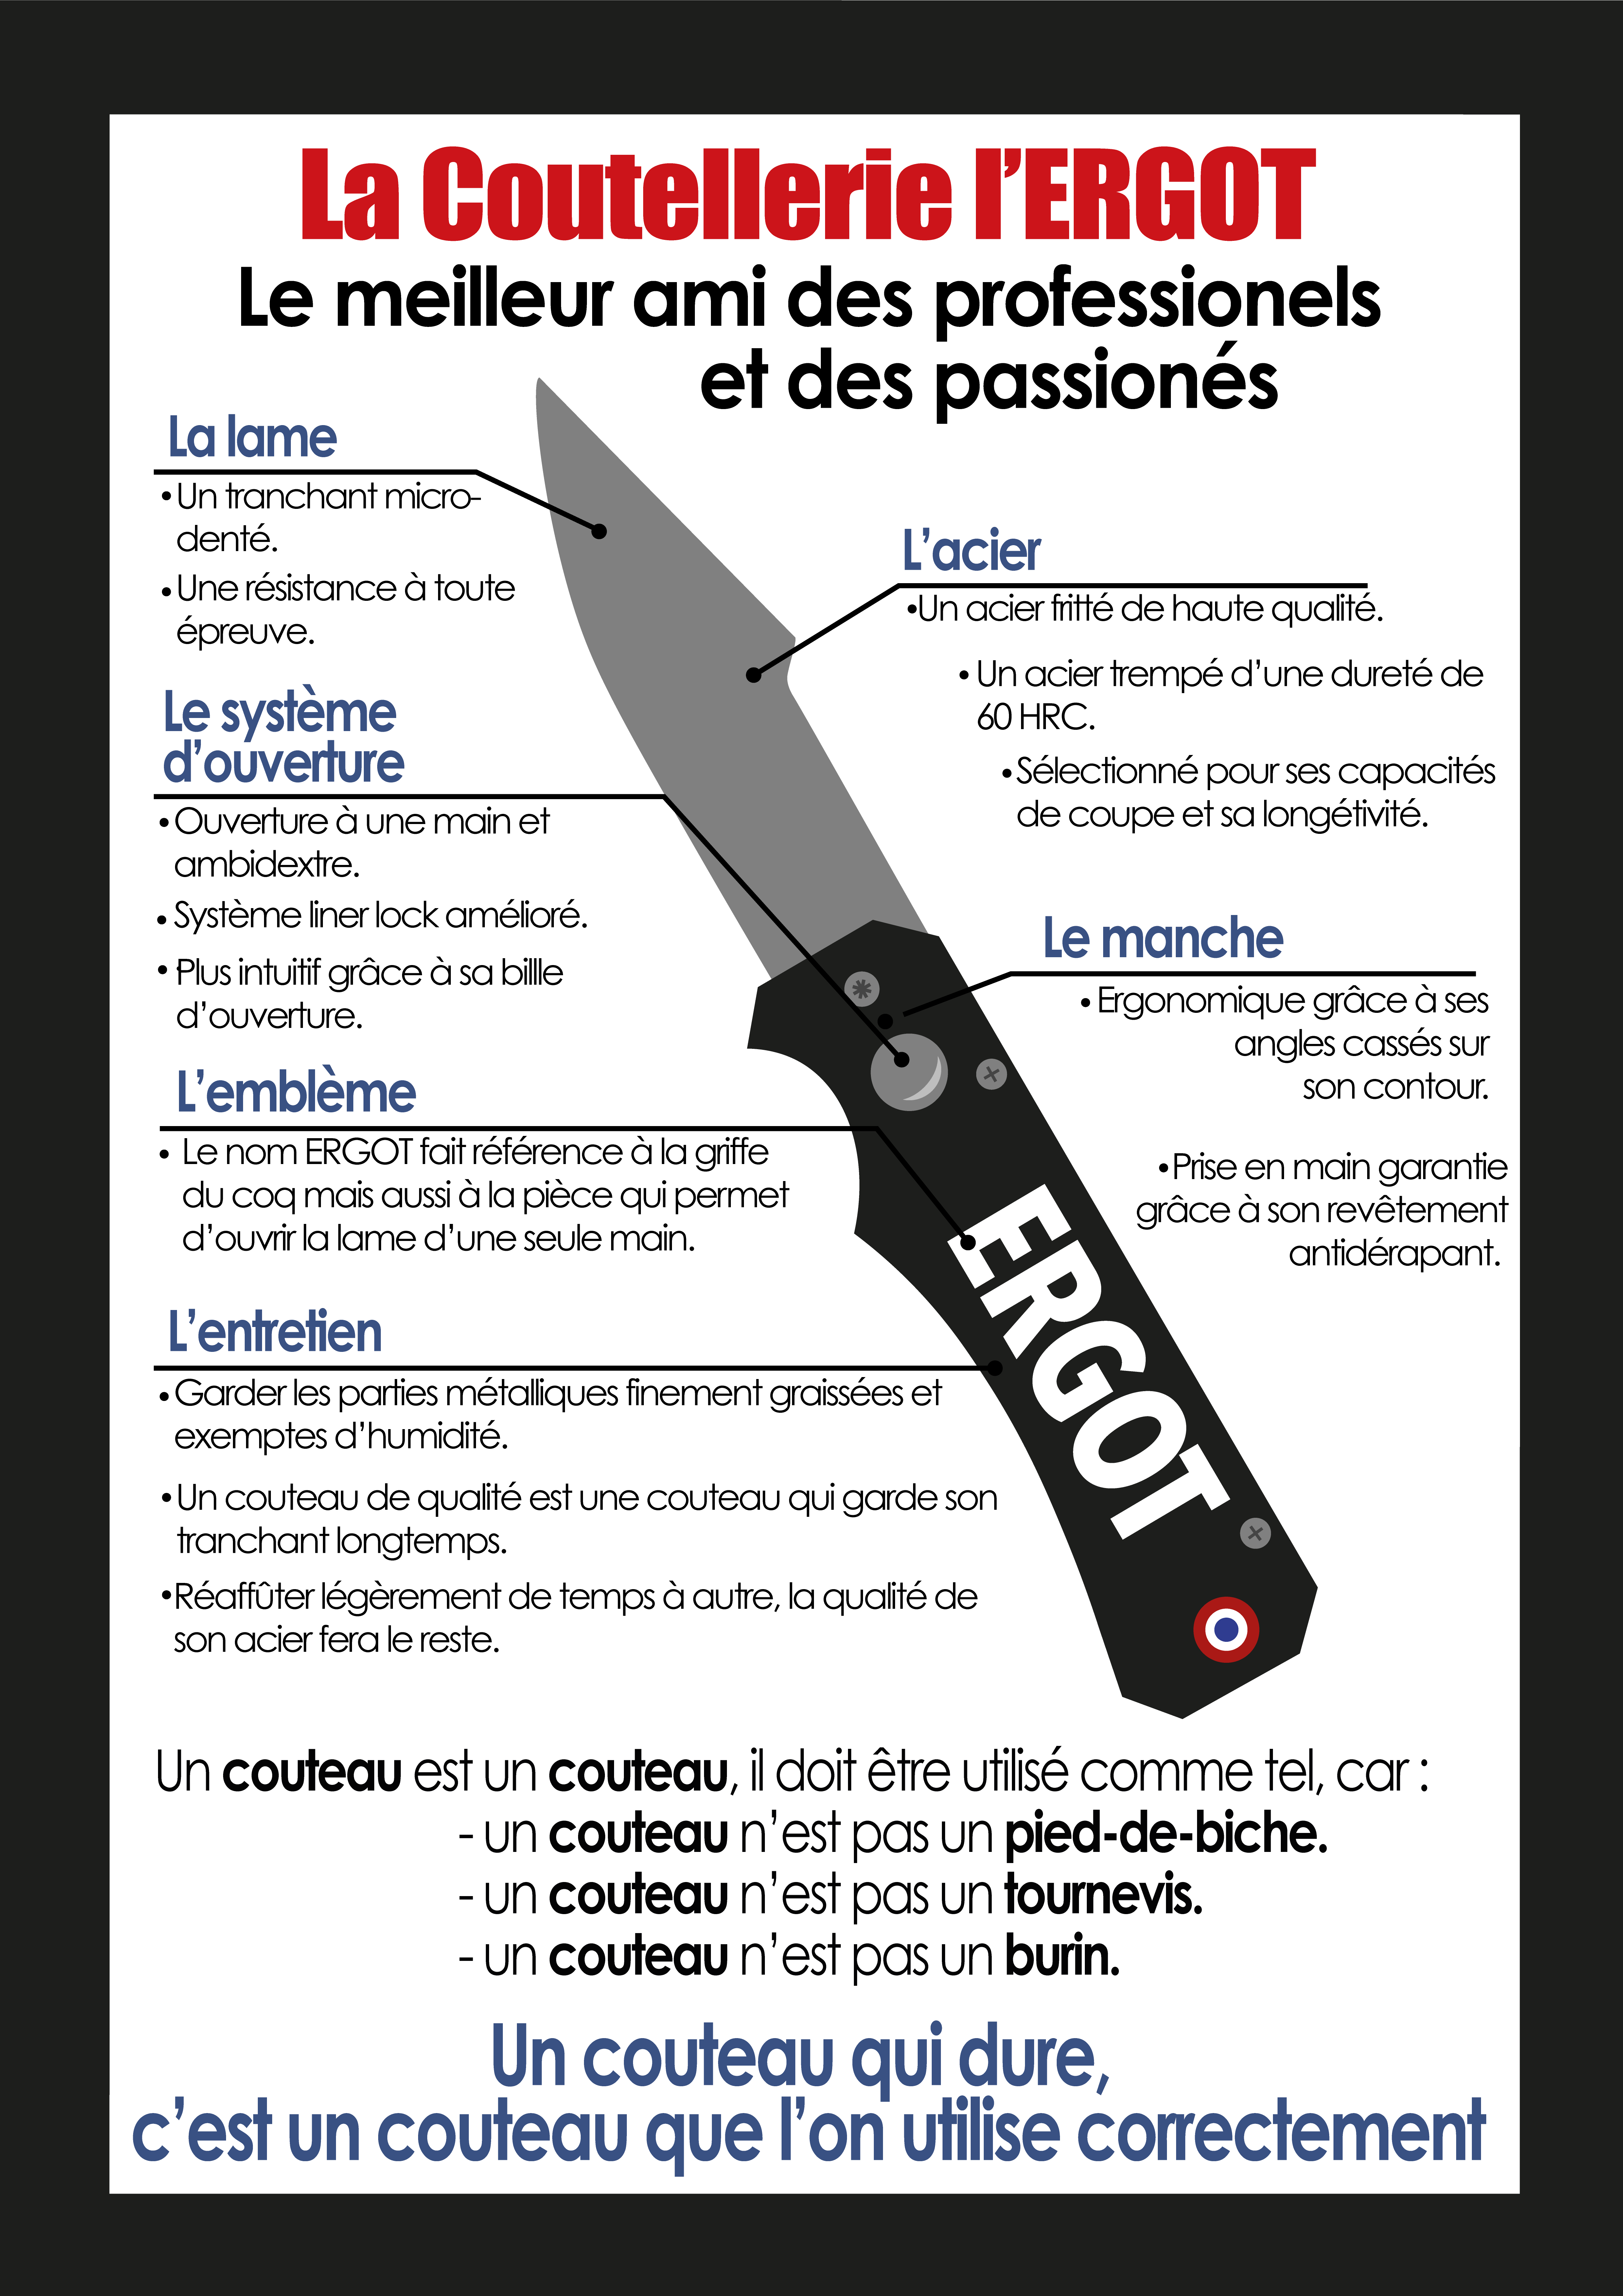 La Coutellerie l'ERGOT
Le meilleur ami des professionels
et des passionés
La lame
•Un tranchant micro-
denté.
•Une résistance à toute
épreuve.
L'acier
•Un acier fritté de haute qualité.
• Un acier trempé d'une dureté de
60 HRC.
•Sélectionné pour ses capacités
de coupe et sa longétivité.
Le système
d'ouverture
•Ouverture à une main et
ambidextre.
• Système liner lock amélioré.
• Plus intuitif grâce à sa billle
d'ouverture.
Le manche
• Ergonomique grâce à ses
angles cassés sur
son contour.
•Prise en main garantie
grâce à son revêtement
antidérapant.
L'emblème
• Le nom ERGOT fait référence à la griffe
du coq mais aussi à la pièce qui permet
d'ouvrir la lame d'une seule main.
ERGOT
L'entretien
•Garder les parties métalliques finement graissées et
exemptes d'humidité.
•Un couteau de qualité est une couteau qui garde son
tranchant longtemps.
•Réaffûter légèrement de temps à autre, la qualité de
son acier fera le reste.
Un couteau est un couteau, il doit être utilisé comme tel, car :
- un couteau n'est pas un pied-de-biche.
- un couteau n'est pas un tournevis.
- un couteau n'est pas un burin.
Un couteau qui dure,
c'est un couteau que l'on utilise correctement